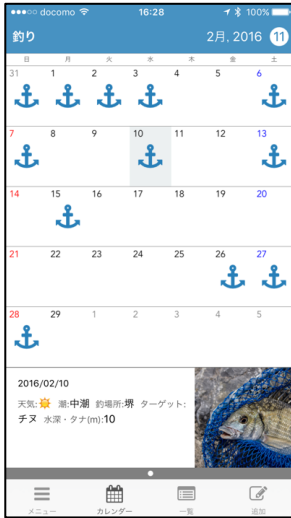 docomo 16:28 100%
釣り 2月, 2016 11
日 月 火 水 木 金 土
31 1 2 3 4 5 6
7 8 9 10 11 12 13
14 15 16 17 18 19 20
21 22 23 24 25 26 27
28 29 1 2 3 4 5
2016/02/10
天気: 潮:中潮 釣場所:堺 ターゲット:
チヌ 水深・タナ(m):10
メニュー カレンダー 一覧 追加